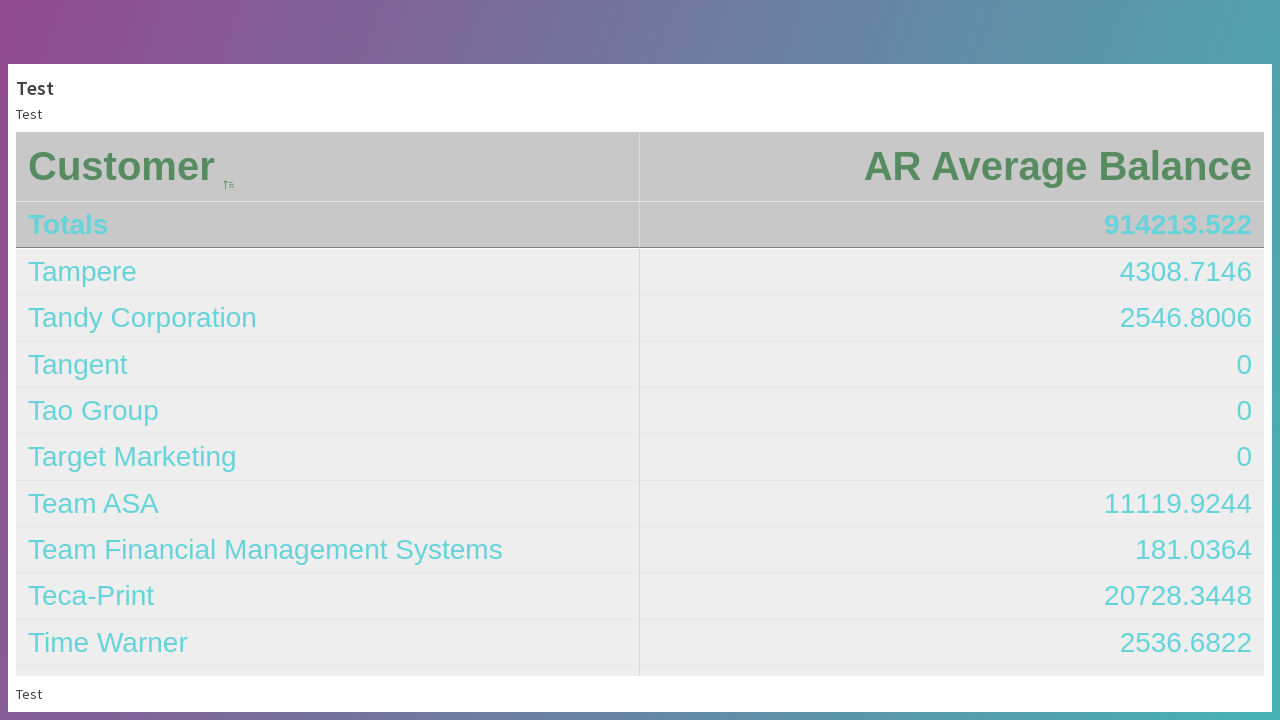 Test
Test
Customer AR Average Balance
Totals 914213.522
Tampere 4308.7146
Tandy Corporation 2546.8006
Tangent 0
Tao Group 0
Target Marketing 0
Team ASA 11119.9244
Team Financial Management Systems 181.0364
Teca-Print 20728.3448
Time Warner 2536.6822
Test